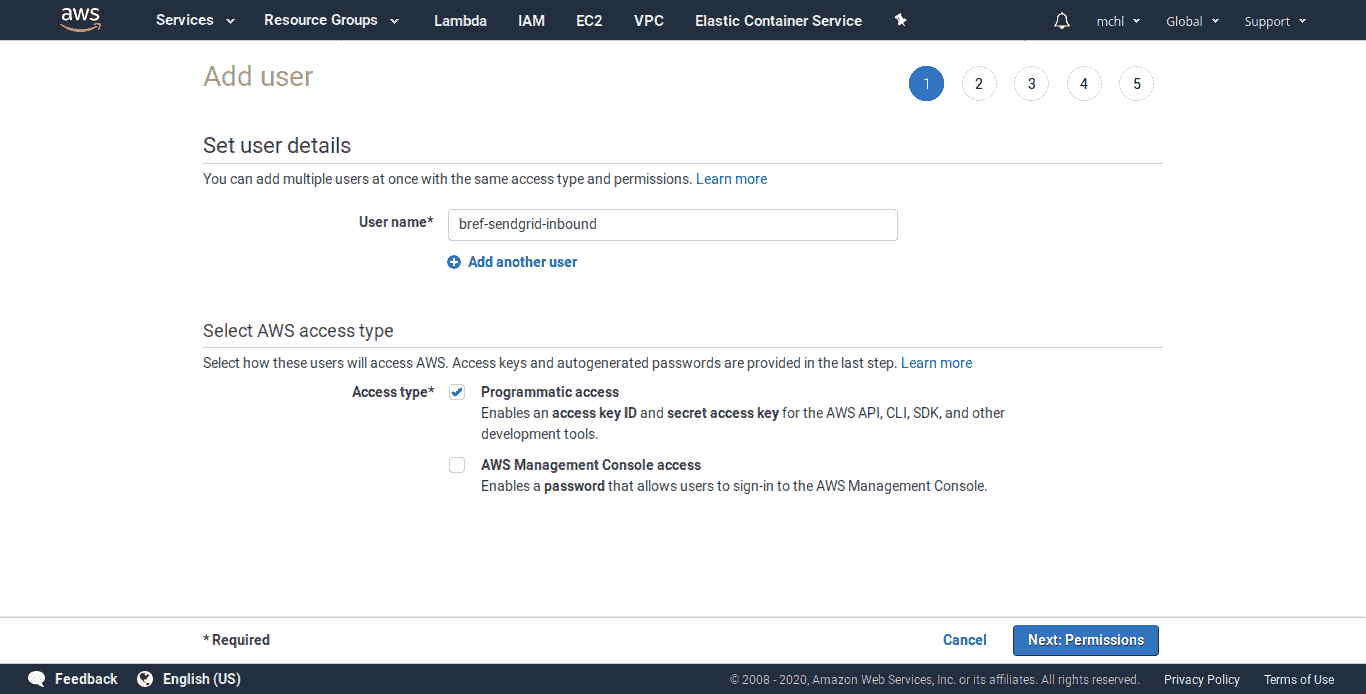 aws Services Resource Groups Lambda IAM EC2 VPC Elastic Container Service mchl Global Support
Add user 1 2 3 4 5
Set user details
You can add multiple users at once with the same access type and permissions. Learn more
User name* bref-sendgrid-inbound
Add another user
Select AWS access type
Select how these users will access AWS. Access keys and autogenerated passwords are provided in the last step. Learn more
Access type* Programmatic access
Enables an access key ID and secret access key for the AWS API, CLI, SDK, and other
development tools.
AWS Management Console access
Enables a password that allows users to sign-in to the AWS Management Console.
* Required Cancel Next: Permissions
Feedback English (US) © 2008 - 2020, Amazon Web Services, Inc. or its affiliates. All rights reserved. Privacy Policy Terms of Use